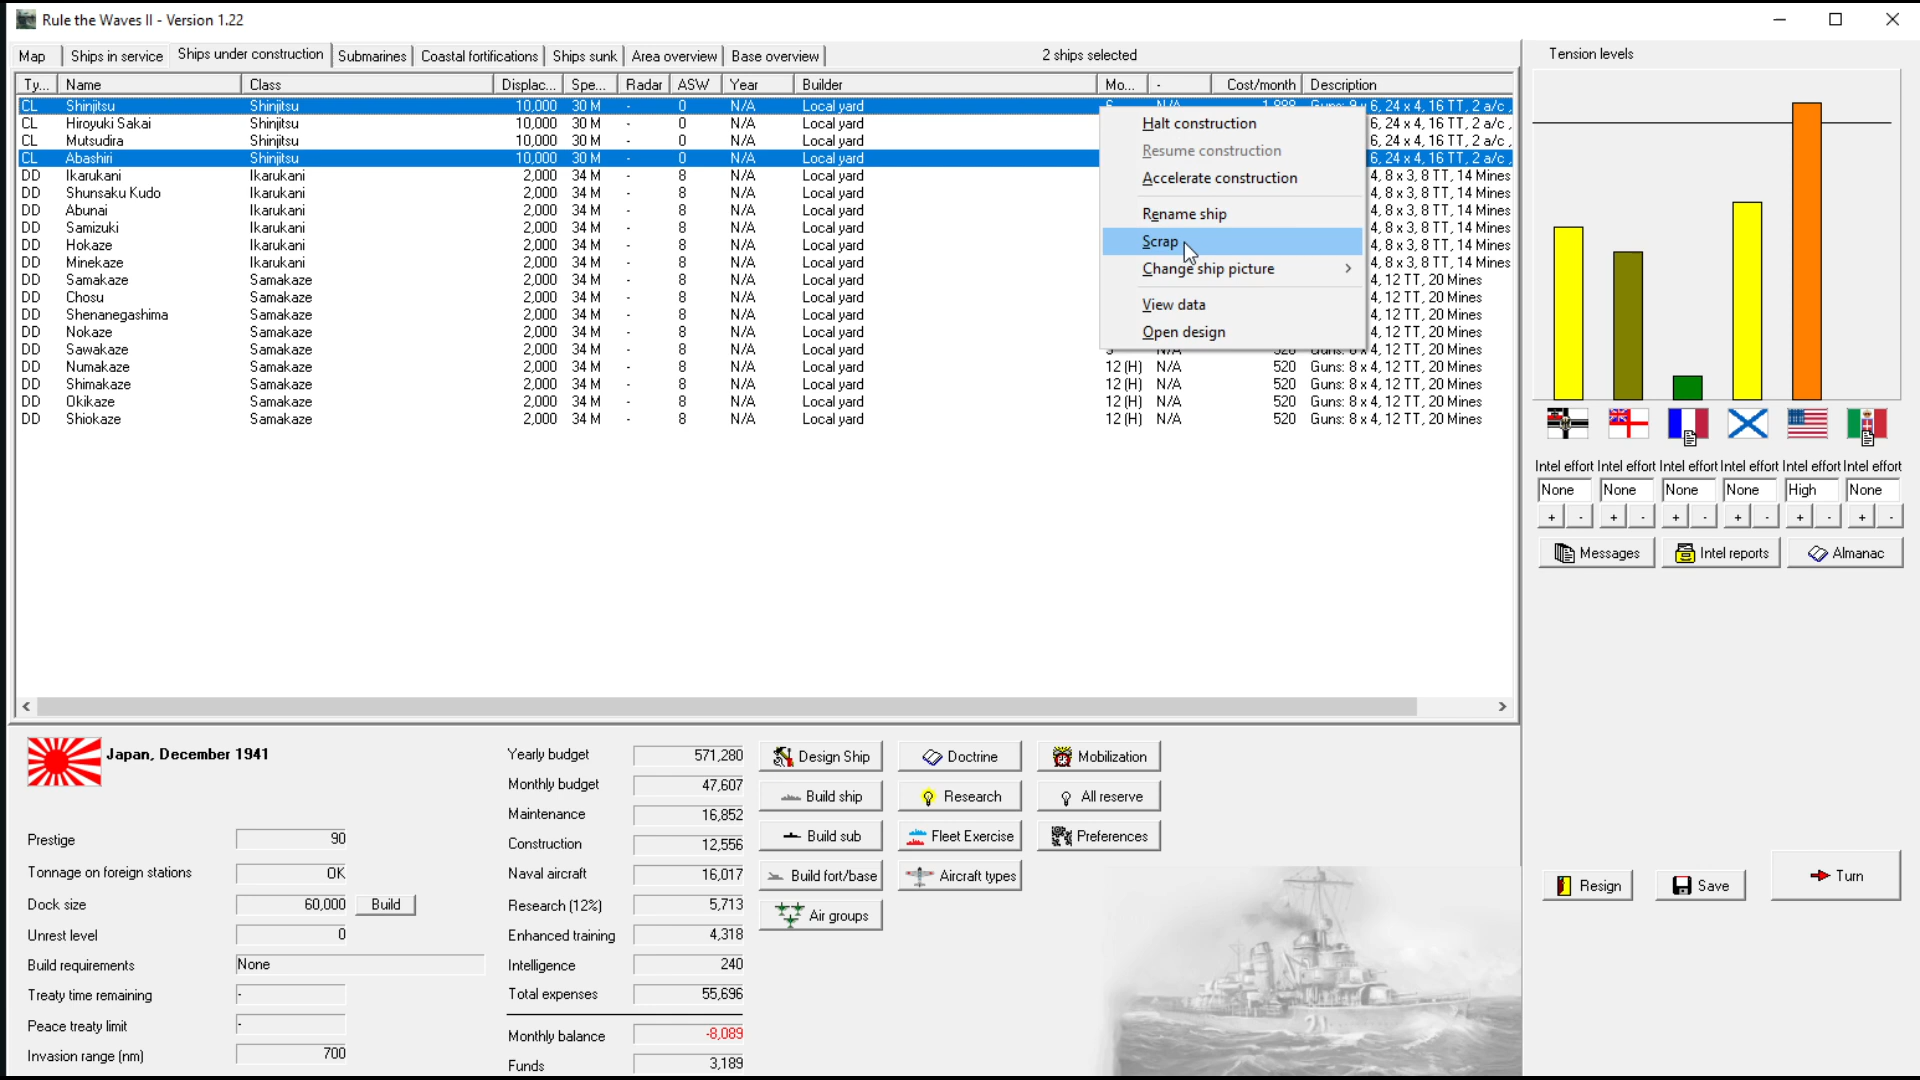 Rule the Waves II - Version 1.22
Map
Ships in service
Ships under construction
Submarines
Coastal fortifications
Ships sunk
Area overview
Base overview
2 ships selected
Tension levels
Ty... Name Class Displac... Spe... Radar ASW Year Builder Mo... - Cost/month Description
CL Shinjitsu Shinjitsu 10,000 30 M - 0 N/A Local yard
CL Hiroyuki Sakai Shinjitsu 10,000 30 M - 0 N/A Local yard 6, 24 x 4, 16 TT, 2 a/c ,
CL Mutsudira Shinjitsu 10,000 30 M - 0 N/A Local yard 6, 24 x 4, 16 TT, 2 a/c ,
CL Abashiri Shinjitsu 10,000 30 M - 0 N/A Local yard 6, 24 x 4, 16 TT, 2 a/c ,
DD Ikarukani Ikarukani 2,000 34 M - 8 N/A Local yard 4, 8 x 3, 8 TT, 14 Mines
DD Shunsaku Kudo Ikarukani 2,000 34 M - 8 N/A Local yard 4, 8 x 3, 8 TT, 14 Mines
DD Abunai Ikarukani 2,000 34 M - 8 N/A Local yard 4, 8 x 3, 8 TT, 14 Mines
DD Samizuki Ikarukani 2,000 34 M - 8 N/A Local yard 4, 8 x 3, 8 TT, 14 Mines
DD Hokaze Ikarukani 2,000 34 M - 8 N/A Local yard 4, 8 x 3, 8 TT, 14 Mines
DD Minekaze Ikarukani 2,000 34 M - 8 N/A Local yard 4, 8 x 3, 8 TT, 14 Mines
DD Samakaze Samakaze 2,000 34 M - 8 N/A Local yard 4, 12 TT, 20 Mines
DD Chosu Samakaze 2,000 34 M - 8 N/A Local yard 4, 12 TT, 20 Mines
DD Shenanegashima Samakaze 2,000 34 M - 8 N/A Local yard 4, 12 TT, 20 Mines
DD Nokaze Samakaze 2,000 34 M - 8 N/A Local yard 4, 12 TT, 20 Mines
DD Sawakaze Samakaze 2,000 34 M - 8 N/A Local yard N/A 520 Guns: 8 x 4, 12 TT, 20 Mines
DD Numakaze Samakaze 2,000 34 M - 8 N/A Local yard 12 (H) N/A 520 Guns: 8 x 4, 12 TT, 20 Mines
DD Shimakaze Samakaze 2,000 34 M - 8 N/A Local yard 12 (H) N/A 520 Guns: 8 x 4, 12 TT, 20 Mines
DD Okikaze Samakaze 2,000 34 M - 8 N/A Local yard 12 (H) N/A 520 Guns: 8 x 4, 12 TT, 20 Mines
DD Shiokaze Samakaze 2,000 34 M - 8 N/A Local yard 12 (H) N/A 520 Guns: 8 x 4, 12 TT, 20 Mines
Halt construction
Resume construction
Accelerate construction
Rename ship
Scrap
Change ship picture
View data
Open design
Intel effort Intel effort Intel effort Intel effort Intel effort Intel effort
None None None None High None
+ - + - + - + - + - + -
Messages
Intel reports
Almanac
Japan, December 1941
Prestige 90
Tonnage on foreign stations OK
Dock size 60,000 Build
Unrest level 0
Build requirements None
Treaty time remaining -
Peace treaty limit -
Invasion range (nm) 700
Yearly budget 571,280
Monthly budget 47,607
Maintenance 16,852
Construction 12,556
Naval aircraft 16,017
Research (12%) 5,713
Enhanced training 4,318
Intelligence 240
Total expenses 55,696
Monthly balance -8,089
Funds 3,189
Design Ship
Doctrine
Mobilization
Build ship
Research
All reserve
Build sub
Fleet Exercise
Preferences
Build fort/base
Aircraft types
Air groups
Resign
Save
Turn